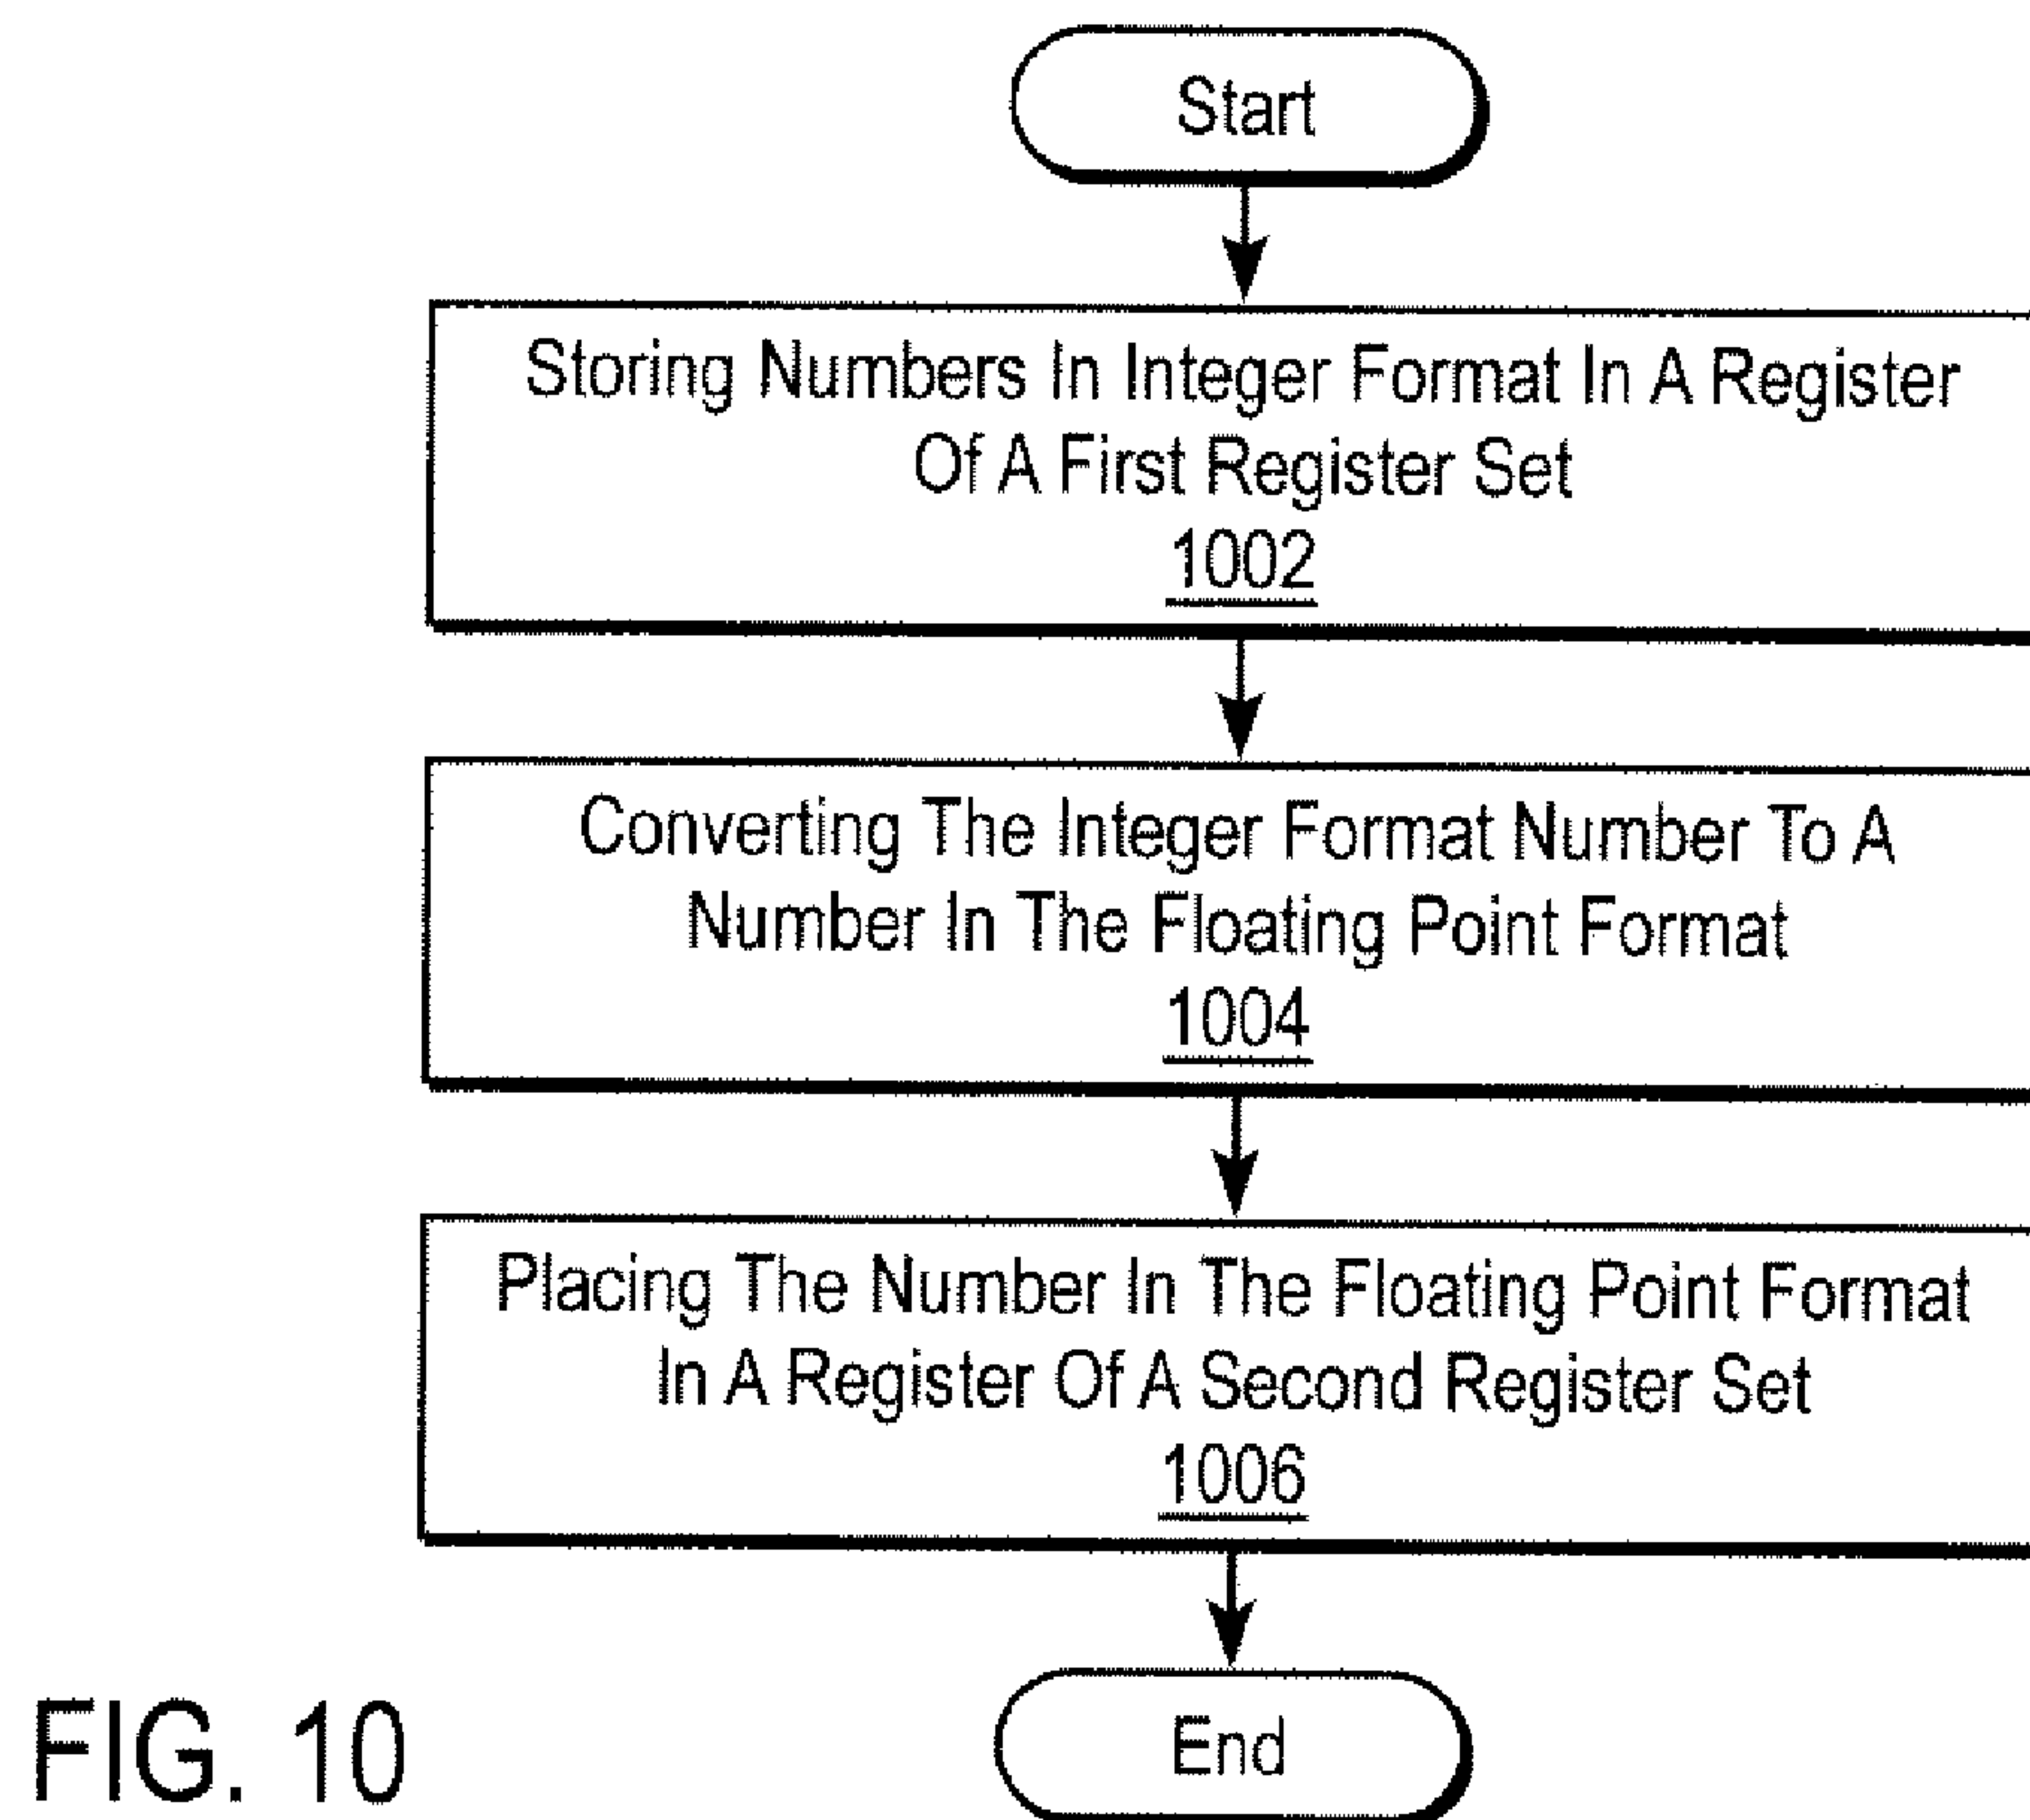 Start
Storing Numbers In Integer Format In A Register
Of A First Register Set
1002
Converting The Integer Format Number To A
Number In The Floating Point Format
1004
Placing The Number In The Floating Point Format
In A Register Of A Second Register Set
1006
End
FIG. 10